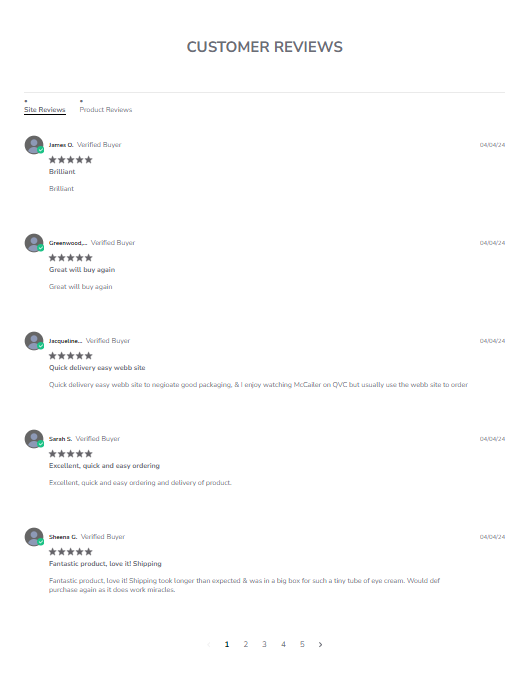 CUSTOMER REVIEWS
Site Reviews
Product Reviews
James O. Verified Buyer
04/04/24
Brilliant
Brilliant
Greenwood,... Verified Buyer
04/04/24
Great will buy again
Great will buy again
Jacqueline... Verified Buyer
04/04/24
Quick delivery easy webb site
Quick delivery easy webb site to negioate good packaging, & I enjoy watching McCailer on QVC but usually use the webb site to order
Sarah S. Verified Buyer
04/04/24
Excellent, quick and easy ordering
Excellent, quick and easy ordering and delivery of product.
Sheena G. Verified Buyer
04/04/24
Fantastic product, love it! Shipping
Fantastic product, love it! Shipping took longer than expected & was in a big box for such a tiny tube of eye cream. Would def
purchase again as it does work miracles.
1 2 3 4 5